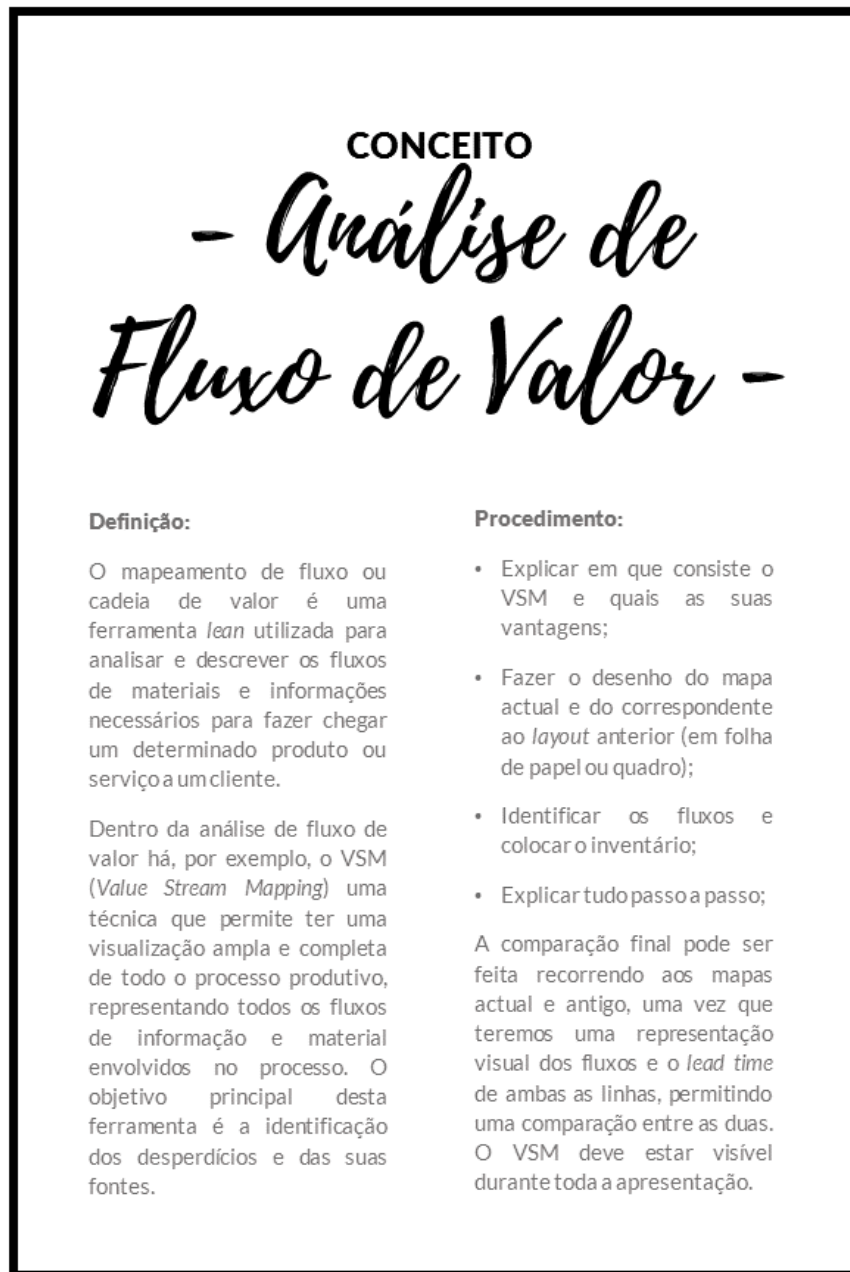 CONCEITO
- Análise de
Fluxo de Valor -
Definição:
O mapeamento de fluxo ou
cadeia de valor é uma
ferramenta lean utilizada para
analisar e descrever os fluxos
de materiais e informações
necessários para fazer chegar
um determinado produto ou
serviço a um cliente.
Dentro da análise de fluxo de
valor há, por exemplo, o VSM
(Value Stream Mapping) uma
técnica que permite ter uma
visualização ampla e completa
de todo o processo produtivo,
representando todos os fluxos
de informação e material
envolvidos no processo. O
objetivo principal desta
ferramenta é a identificação
dos desperdícios e das suas
fontes.
Procedimento:
• Explicar em que consiste o
VSM e quais as suas
vantagens;
• Fazer o desenho do mapa
actual e do correspondente
ao layout anterior (em folha
de papel ou quadro);
• Identificar os fluxos e
colocar o inventário;
• Explicar tudo passo a passo;
A comparação final pode ser
feita recorrendo aos mapas
actual e antigo, uma vez que
teremos uma representação
visual dos fluxos e o lead time
de ambas as linhas, permitindo
uma comparação entre as duas.
O VSM deve estar visível
durante toda a apresentação.